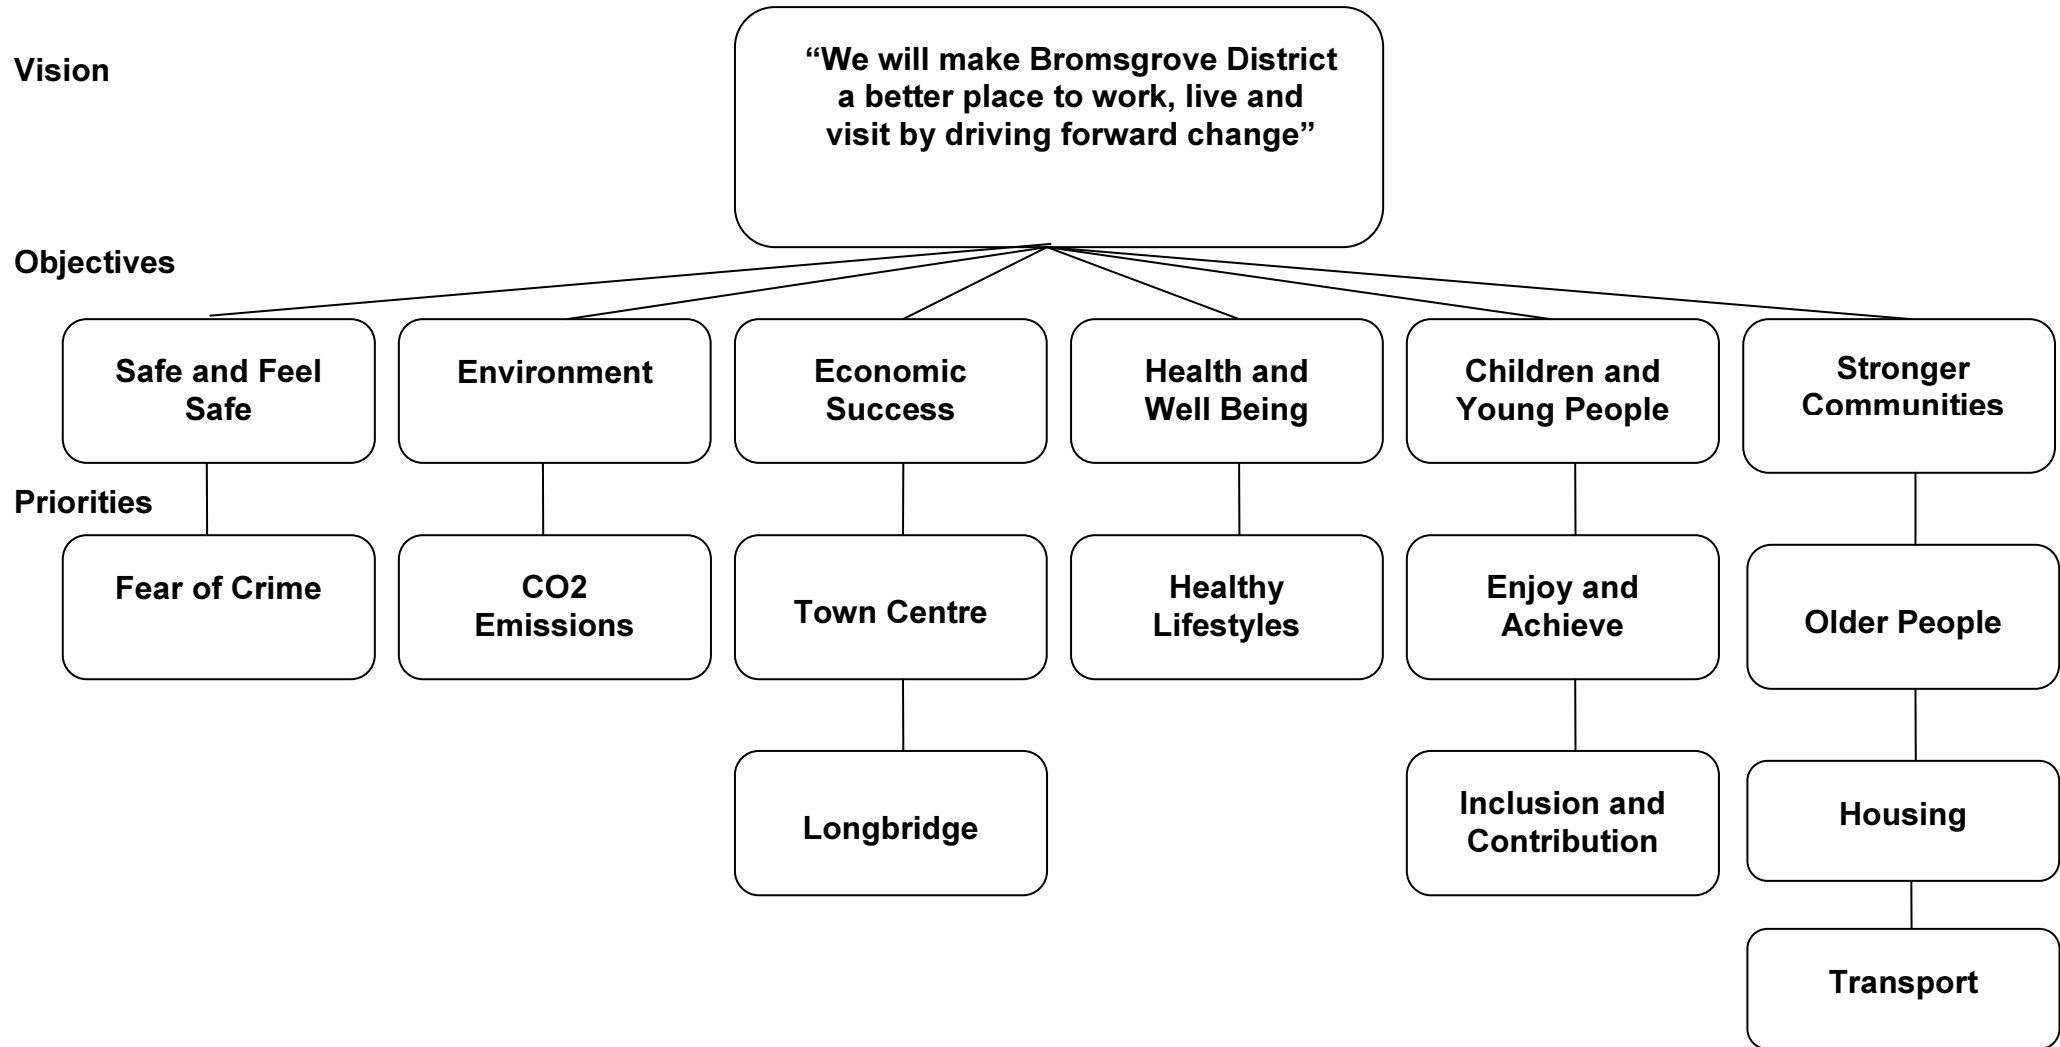 Vision
“We will make Bromsgrove District
a better place to work, live and
visit by driving forward change”
Objectives
Safe and Feel
Safe
Environment
Economic
Success
Health and
Well Being
Children and
Young People
Stronger
Communities
Priorities
Fear of Crime
CO2
Emissions
Town Centre
Healthy
Lifestyles
Enjoy and
Achieve
Older People
Longbridge
Inclusion and
Contribution
Housing
Transport